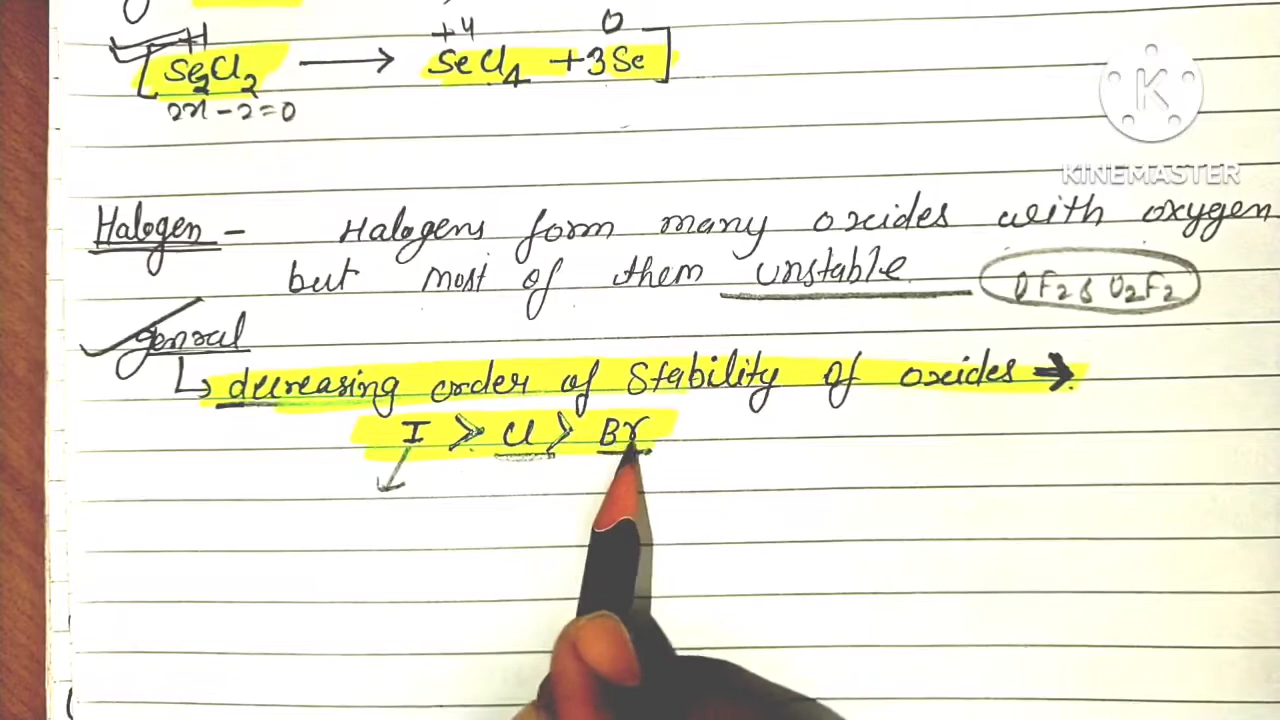 +1 +4 0
Se2Cl2 ⟶ SeCl4 + 3Se
2x - 2 = 0
KINEMASTER
Halogen - Halogens form many oxides with oxygen
but most of them unstable OF2 & O2F2
genral
↳ decreasing order of Stability of oxides →
I > Cl > Br